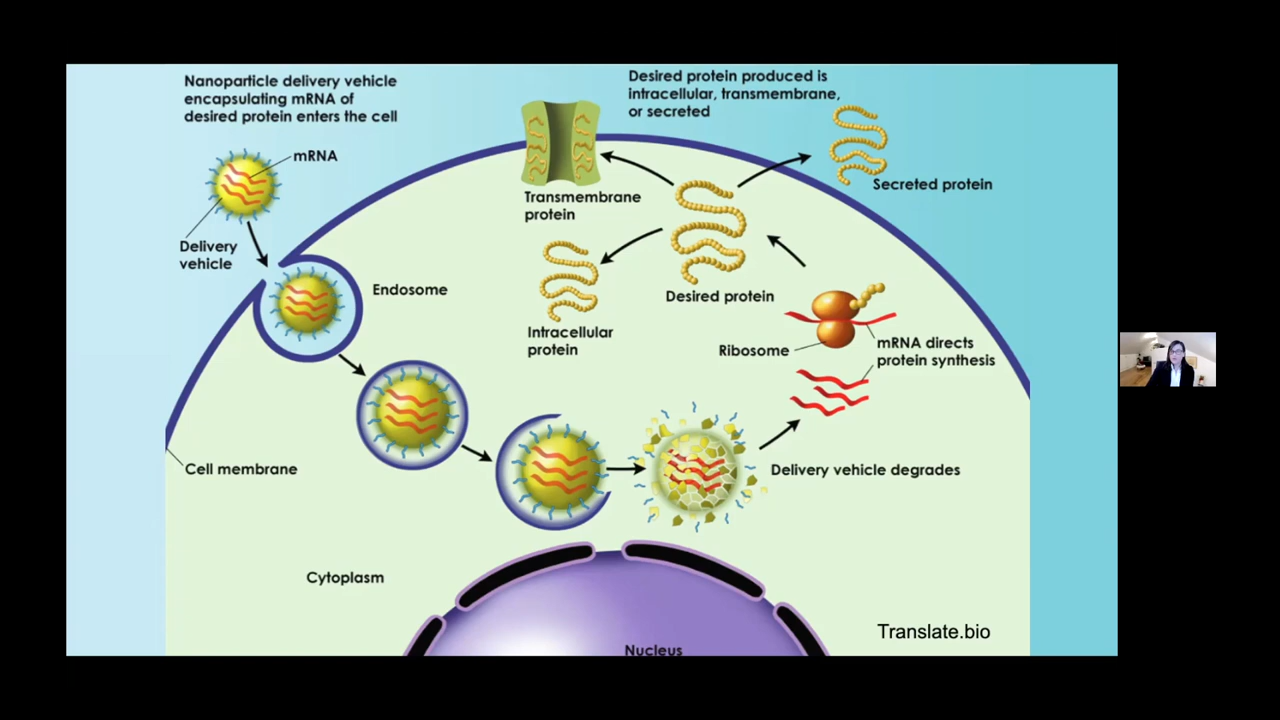 Nanoparticle delivery vehicle
encapsulating mRNA of
desired protein enters the cell
mRNA
Delivery
vehicle
Endosome
Desired protein produced is
intracellular, transmembrane,
or secreted
Transmembrane
protein
Secreted protein
Intracellular
protein
Desired protein
Ribosome
mRNA directs
protein synthesis
Cell membrane
Delivery vehicle degrades
Cytoplasm
Translate.bio
Nucleus